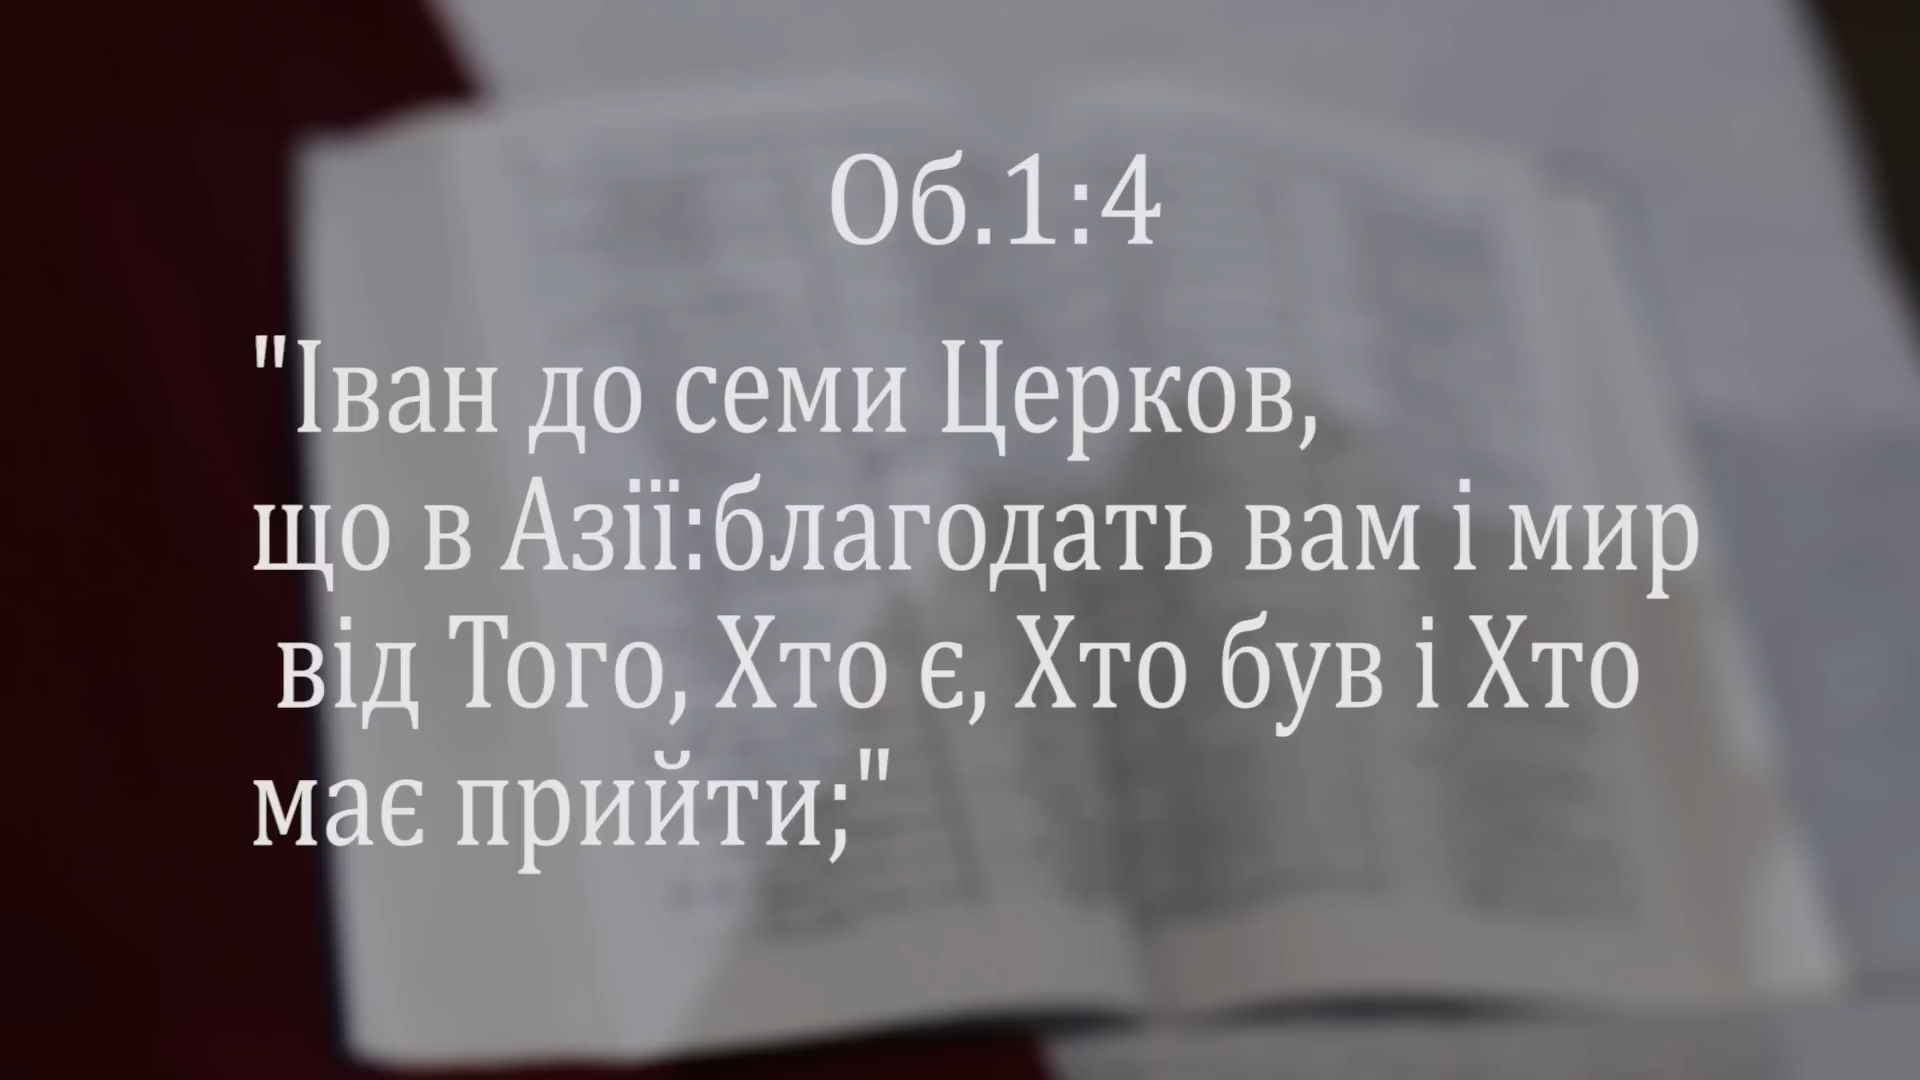 Об.1:4
"Іван до семи Церков,
що в Азії:благодать вам і мир
від Того, Хто є, Хто був і Хто
має прийти;"